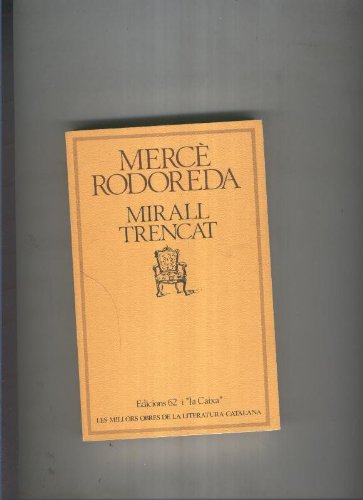 MERCÈ
RODOREDA
MIRALL
TRENCAT
Edicions 62 i "la Caixa"
LES MILLORS OBRES DE LA LITERATURA CATALANA